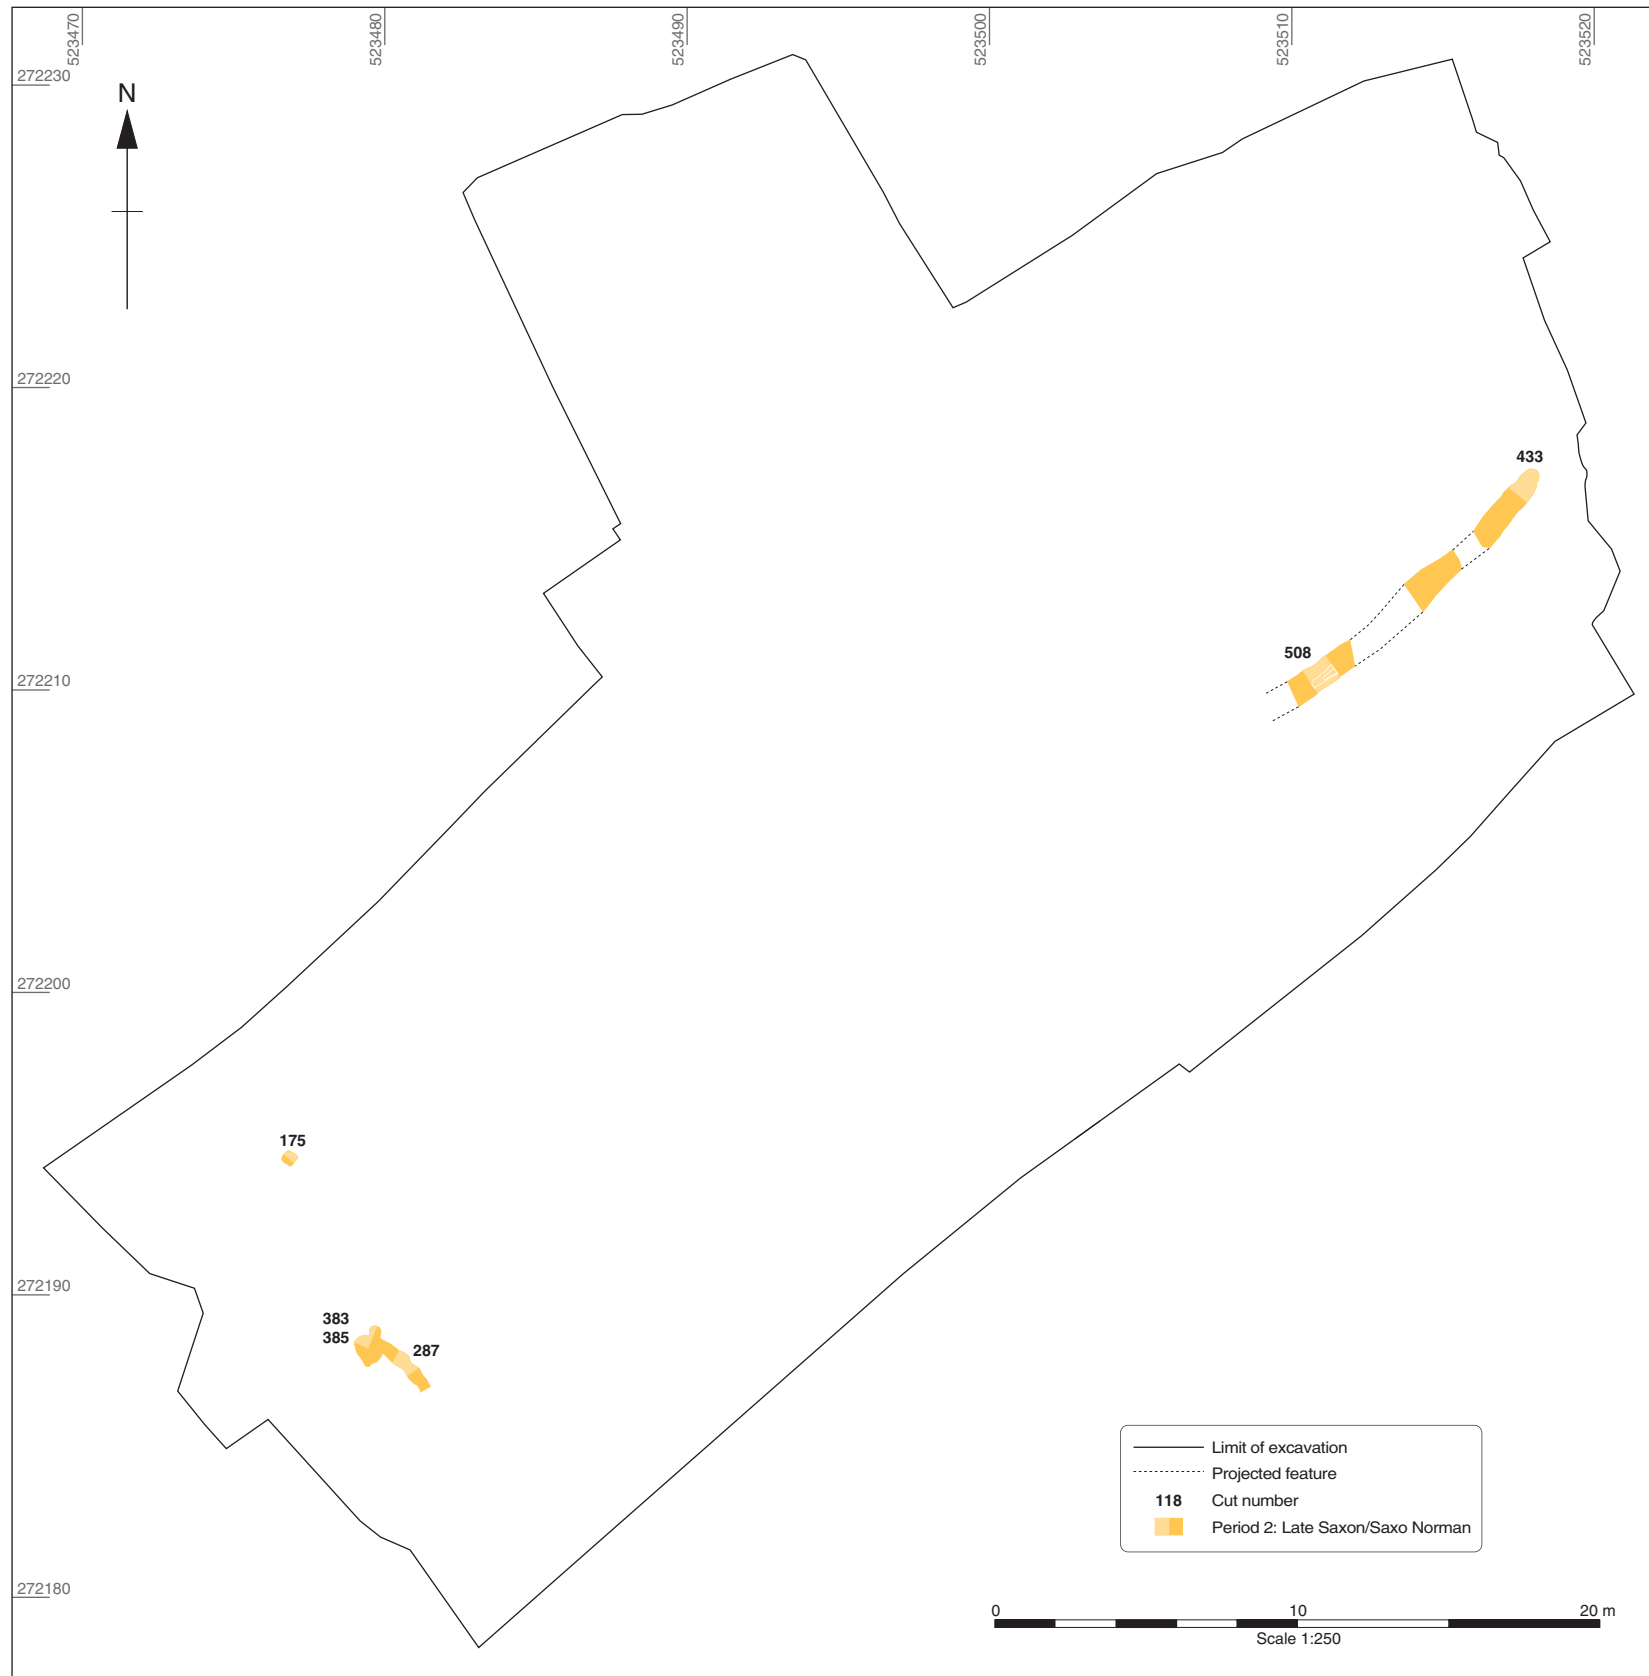 523470
523480
523490
523500
523510
523520
272230
N
272220
433
508
272210
272200
175
272190
383
385
287
Limit of excavation
Projected feature
118 Cut number
Period 2: Late Saxon/Saxo Norman
272180
0 10 20 m
Scale 1:250